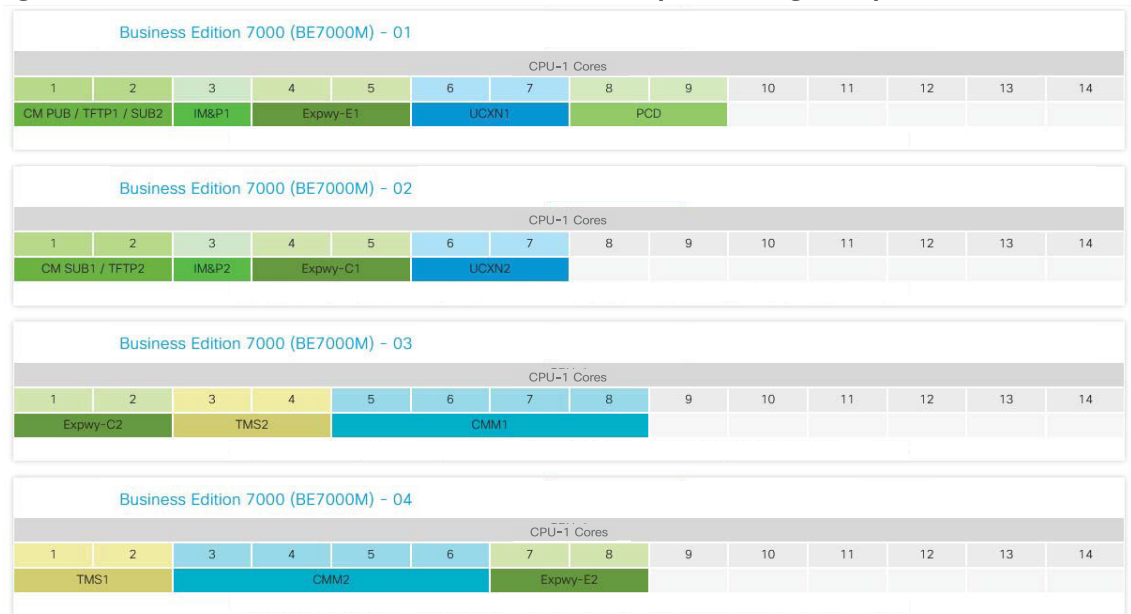 Business Edition 7000 (BE7000M) - 01
CPU-1 Cores
1 2 3 4 5 6 7 8 9 10 11 12 13 14
CM PUB / TFTP1 / SUB2 IM&P1 Expwy-E1 UCXN1 PCD
Business Edition 7000 (BE7000M) - 02
CPU-1 Cores
1 2 3 4 5 6 7 8 9 10 11 12 13 14
CM SUB1 / TFTP2 IM&P2 Expwy-C1 UCXN2
Business Edition 7000 (BE7000M) - 03
CPU-1 Cores
1 2 3 4 5 6 7 8 9 10 11 12 13 14
Expwy-C2 TMS2 CMM1
Business Edition 7000 (BE7000M) - 04
CPU-1 Cores
1 2 3 4 5 6 7 8 9 10 11 12 13 14
TMS1 CMM2 Expwy-E2